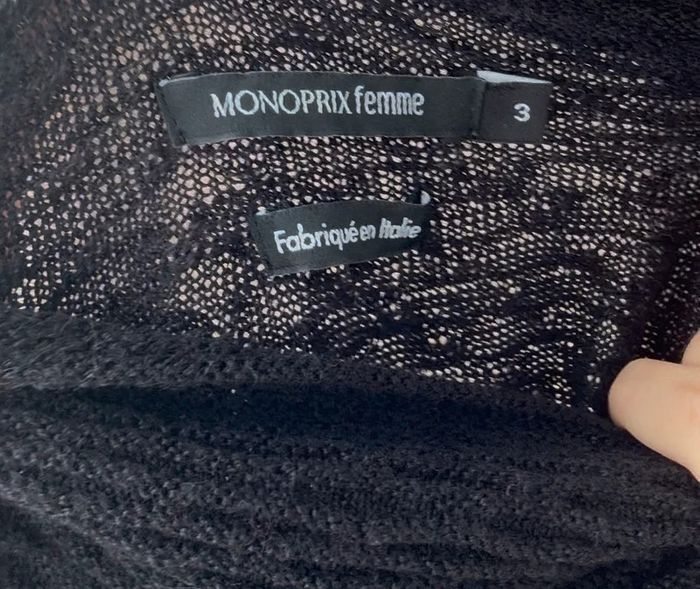 MONOPRIX femme 3
Fabriqué en Italie